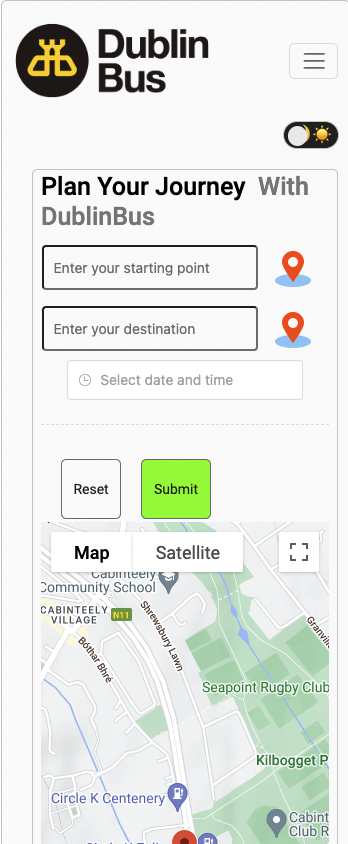 Dublin
Bus
Plan Your Journey With
DublinBus
Enter your starting point
Enter your destination
Select date and time
Reset
Submit
Map
Satellite
Cabinteely
Community School
CABINTEELY
VILLAGE
N11
Shrewsbury Lawn
Bóthar Bhré
Granvill
Seapoint Rugby Club
Kilbogget P
Circle K Centenery
Cabint
Club R